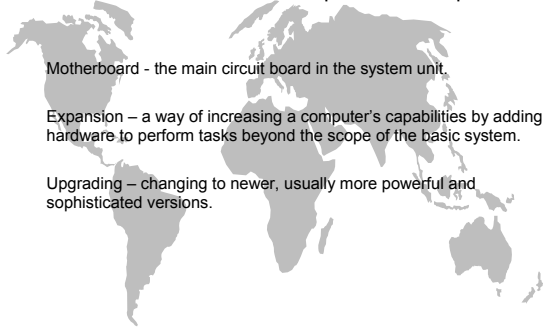 Motherboard - the main circuit board in the system unit.
Expansion – a way of increasing a computer's capabilities by adding
hardware to perform tasks beyond the scope of the basic system.
Upgrading – changing to newer, usually more powerful and
sophisticated versions.